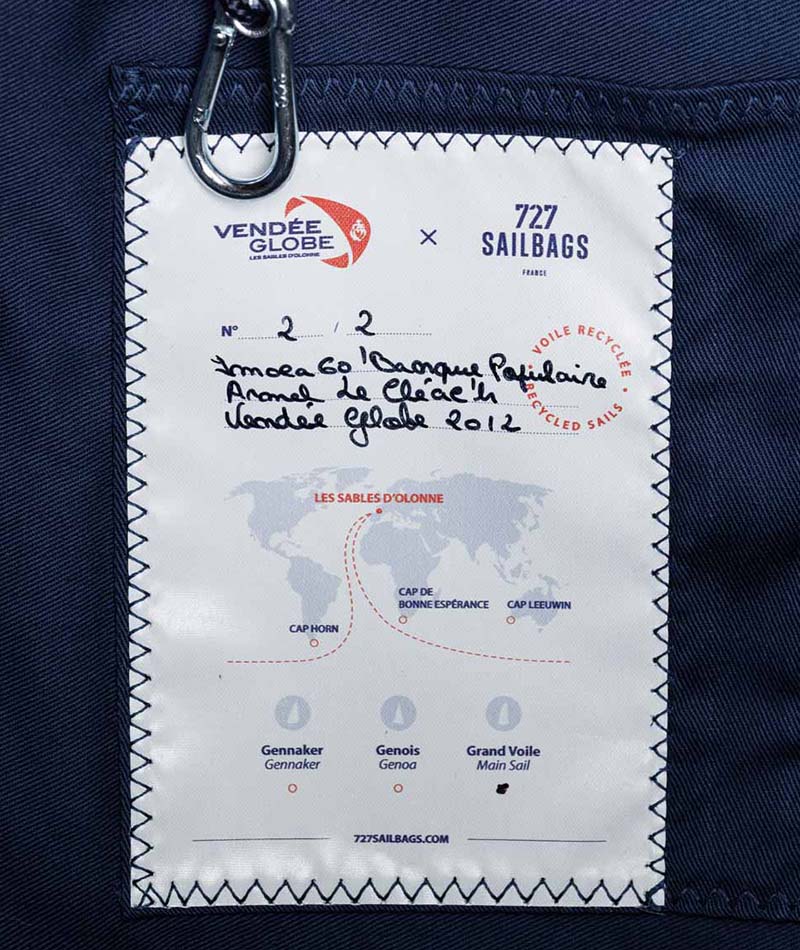 VENDÉE
GLOBE
LES SABLES D'OLONNE
×
727
SAILBAGS
FRANCE
N° 2 / 2
Imoca 60 'Banque Populaire
Armel Le Cléac'h
Vendée Globe 2012
VOILE RECYCLÉE •
RECYCLED SAILS •
LES SABLES D'OLONNE
CAP DE
BONNE ESPÉRANCE
CAP LEEUWIN
CAP HORN
Gennaker Genois Grand Voile
Gennaker Genoa Main Sail
727SAILBAGS.COM